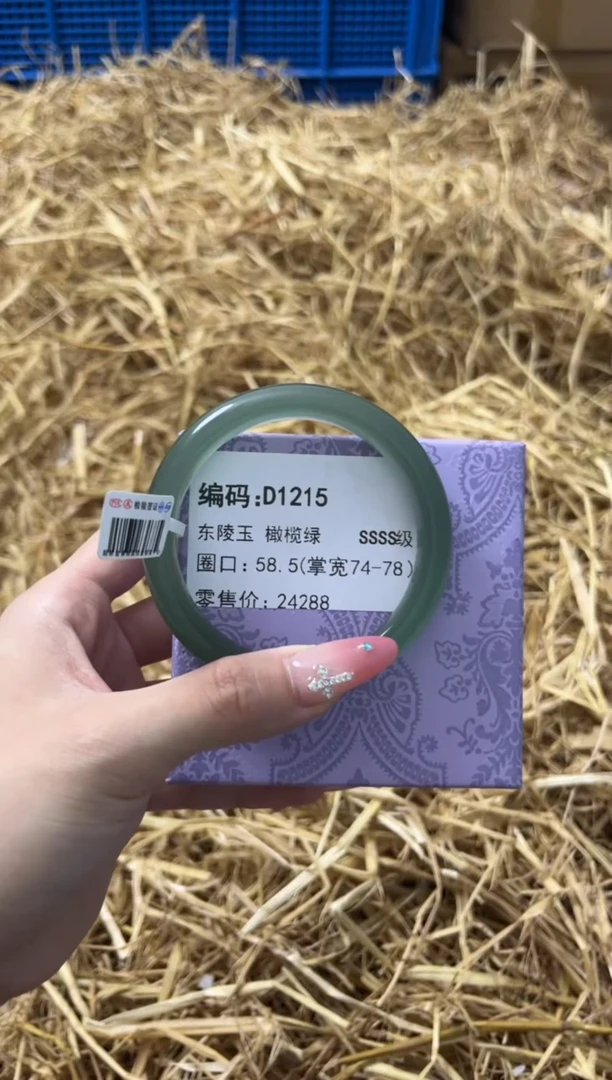 编码:D1215
东陵玉 橄榄绿 SSSS级
圈口: 58.5(掌宽74-78)
零售价: 24288